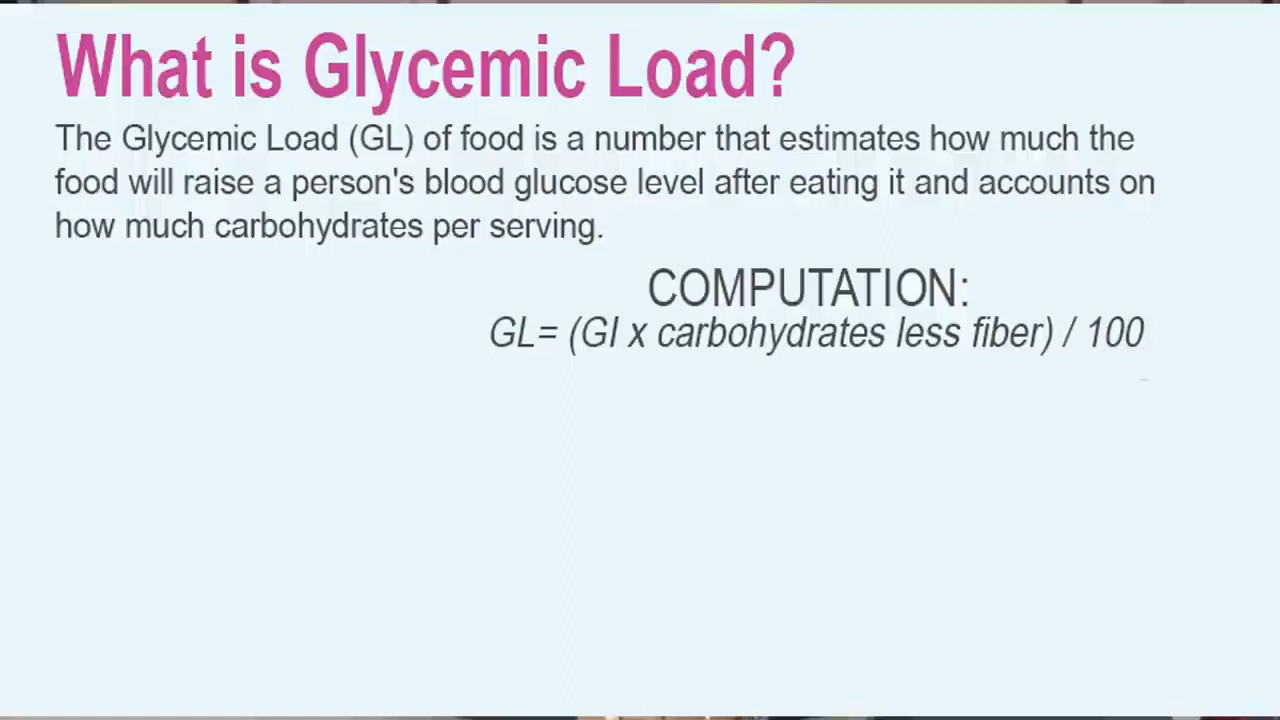 What is Glycemic Load?
The Glycemic Load (GL) of food is a number that estimates how much the
food will raise a person's blood glucose level after eating it and accounts on
how much carbohydrates per serving.
COMPUTATION:
GL= (GI x carbohydrates less fiber) / 100